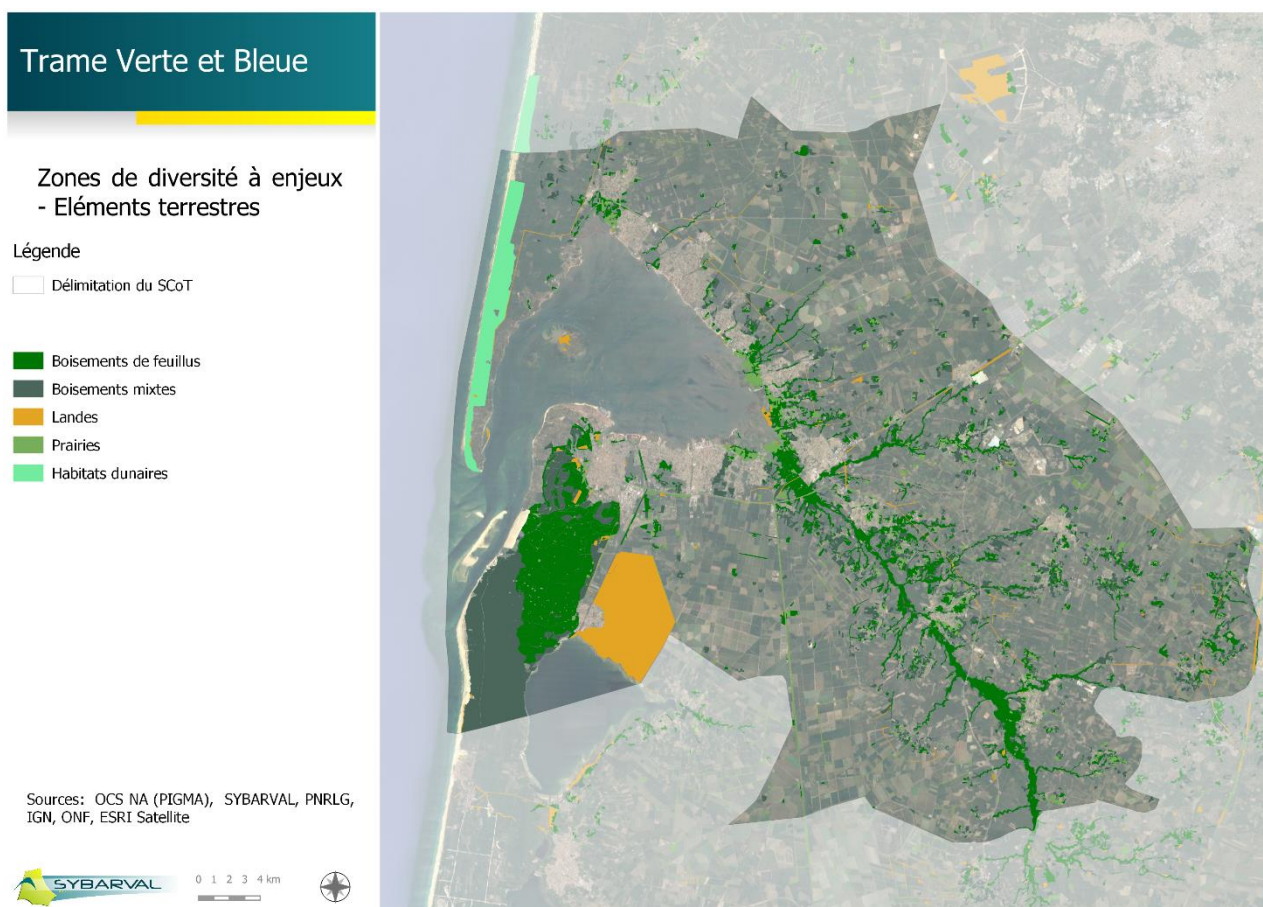 Trame Verte et Bleue
Zones de diversité à enjeux
- Eléments terrestres
Légende
Délimitation du SCoT
Boisements de feuillus
Boisements mixtes
Landes
Prairies
Habitats dunaires
Sources: OCS NA (PIGMA), SYBARVAL, PNRLG,
IGN, ONF, ESRI Satellite
SYBARVAL
0 1 2 3 4 km